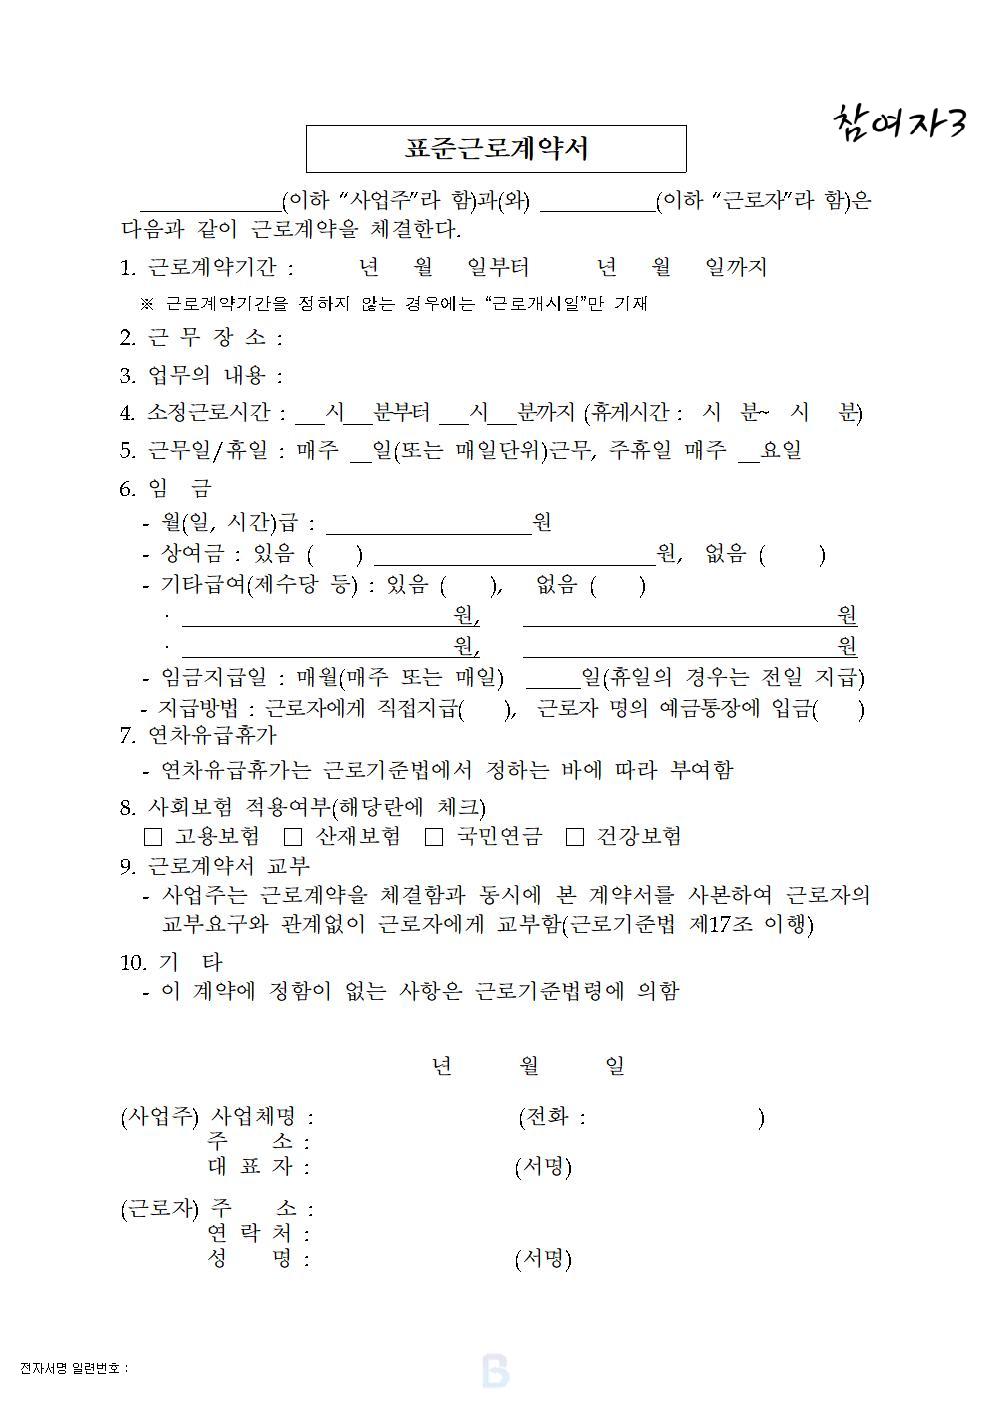 참여자3
표준근로계약서
____________(이하 “사업주”라 함)과(와) __________(이하 “근로자”라 함)은
다음과 같이 근로계약을 체결한다.
1. 근로계약기간 : 년 월 일부터 년 월 일까지
※ 근로계약기간을 정하지 않는 경우에는 “근로개시일”만 기재
2. 근 무 장 소 :
3. 업무의 내용 :
4. 소정근로시간 : __시__분부터 __시__분까지 (휴게시간 : 시 분~ 시 분)
5. 근무일/휴일 : 매주 __일(또는 매일단위)근무, 주휴일 매주 __요일
6. 임 금
- 월(일, 시간)급 : __________________원
- 상여금 : 있음 ( ) ________________________원, 없음 ( )
- 기타급여(제수당 등) : 있음 ( ), 없음 ( )
· ________________________원, ________________________원
· ________________________원, ________________________원
- 임금지급일 : 매월(매주 또는 매일) _____일(휴일의 경우는 전일 지급)
- 지급방법 : 근로자에게 직접지급( ), 근로자 명의 예금통장에 입금( )
7. 연차유급휴가
- 연차유급휴가는 근로기준법에서 정하는 바에 따라 부여함
8. 사회보험 적용여부(해당란에 체크)
□ 고용보험 □ 산재보험 □ 국민연금 □ 건강보험
9. 근로계약서 교부
- 사업주는 근로계약을 체결함과 동시에 본 계약서를 사본하여 근로자의
교부요구와 관계없이 근로자에게 교부함(근로기준법 제17조 이행)
10. 기 타
- 이 계약에 정함이 없는 사항은 근로기준법령에 의함
년 월 일
(사업주) 사업체명 : (전화 : )
주 소 :
대 표 자 : (서명)
(근로자) 주 소 :
연 락 처 :
성 명 : (서명)
전자서명 일련번호 :
B